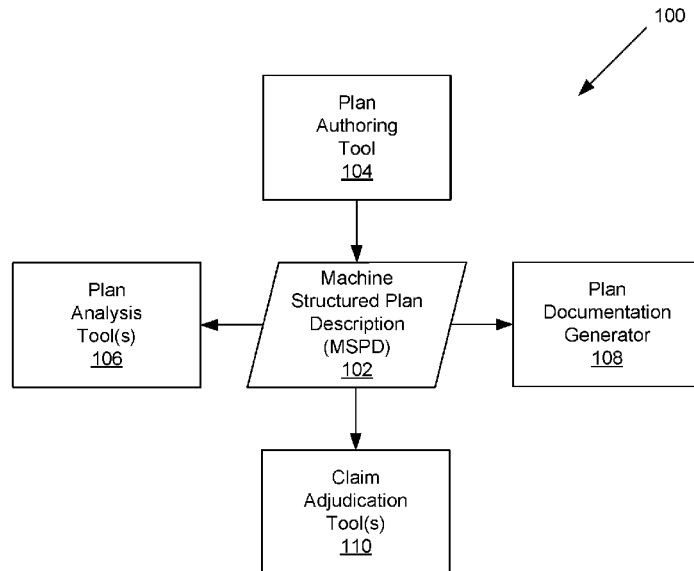 100
Plan
Authoring
Tool
104
Plan
Analysis
Tool(s)
106
Machine
Structured Plan
Description
(MSPD)
102
Plan
Documentation
Generator
108
Claim
Adjudication
Tool(s)
110